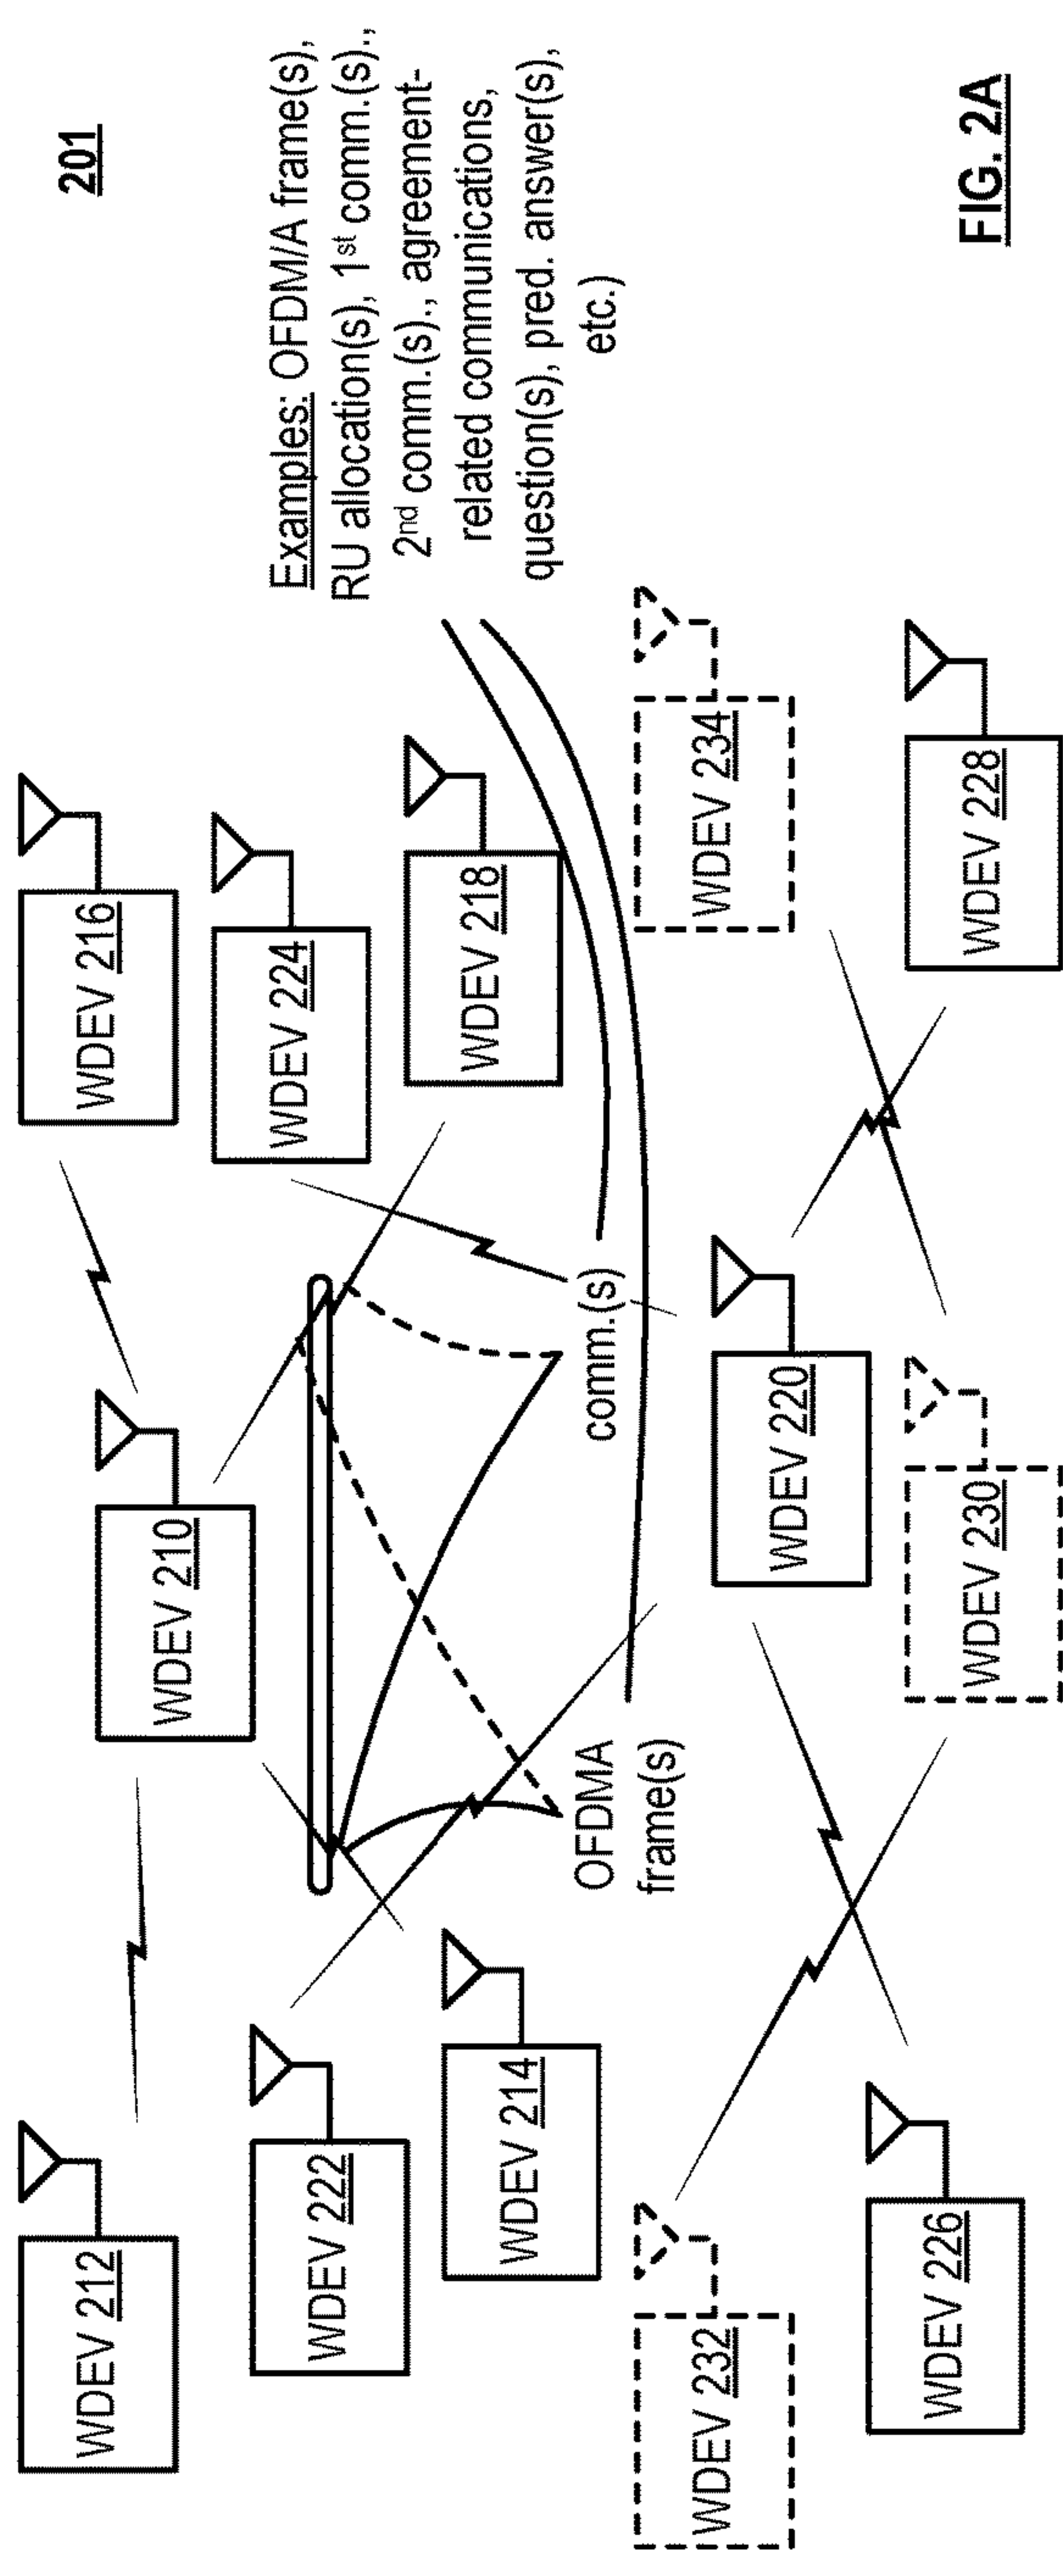 201
Examples: OFDM/A frame(s),
RU allocation(s), 1st comm.(s).,
2nd comm.(s)., agreement-
related communications,
question(s), pred. answer(s),
etc.)
WDEV 212
WDEV 210
WDEV 216
WDEV 222
WDEV 224
WDEV 214
WDEV 218
OFDMA
frame(s)
comm.(s)
WDEV 232
WDEV 220
WDEV 234
WDEV 226
WDEV 230
WDEV 228
FIG. 2A